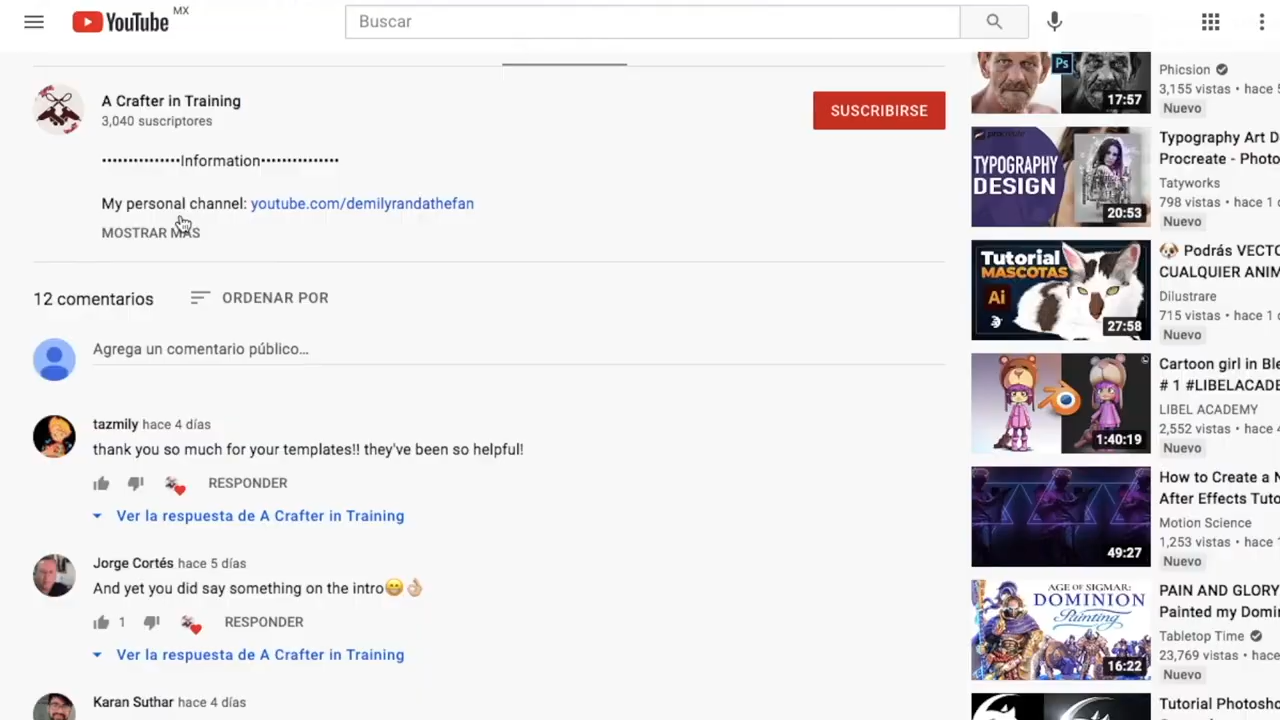 YouTube MX
Buscar
A Crafter in Training
3,040 suscriptores
SUSCRIBIRSE
•••••••••••••••Information•••••••••••••••
My personal channel: youtube.com/demilyrandathefan
MOSTRAR MÁS
12 comentarios
ORDENAR POR
Agrega un comentario público...
tazmily hace 4 días
thank you so much for your templates!! they've been so helpful!
RESPONDER
Ver la respuesta de A Crafter in Training
Jorge Cortés hace 5 días
And yet you did say something on the intro😁👌🏼
1
RESPONDER
Ver la respuesta de A Crafter in Training
Karan Suthar hace 4 días
Ps
17:57
Phicsion
3,155 vistas • hace
Nuevo
TYPOGRAPHY
DESIGN
20:53
Typography Art D
Procreate - Photo
Tatyworks
798 vistas • hace 1
Nuevo
Tutorial
MASCOTAS
Ai
27:58
🐶 Podrás VECTO
CUALQUIER ANIM
Dilustrare
715 vistas • hace 1
Nuevo
1:40:19
Cartoon girl in Ble
# 1 #LIBELACADE
LIBEL ACADEMY
2,552 vistas • hace
Nuevo
49:27
How to Create a N
After Effects Tuto
Motion Science
1,253 vistas • hace
Nuevo
AGE OF SIGMAR:
DOMINION
Painting
16:22
PAIN AND GLORY
Painted my Domi
Tabletop Time
23,769 vistas • hace
Nuevo
Tutorial Photosho